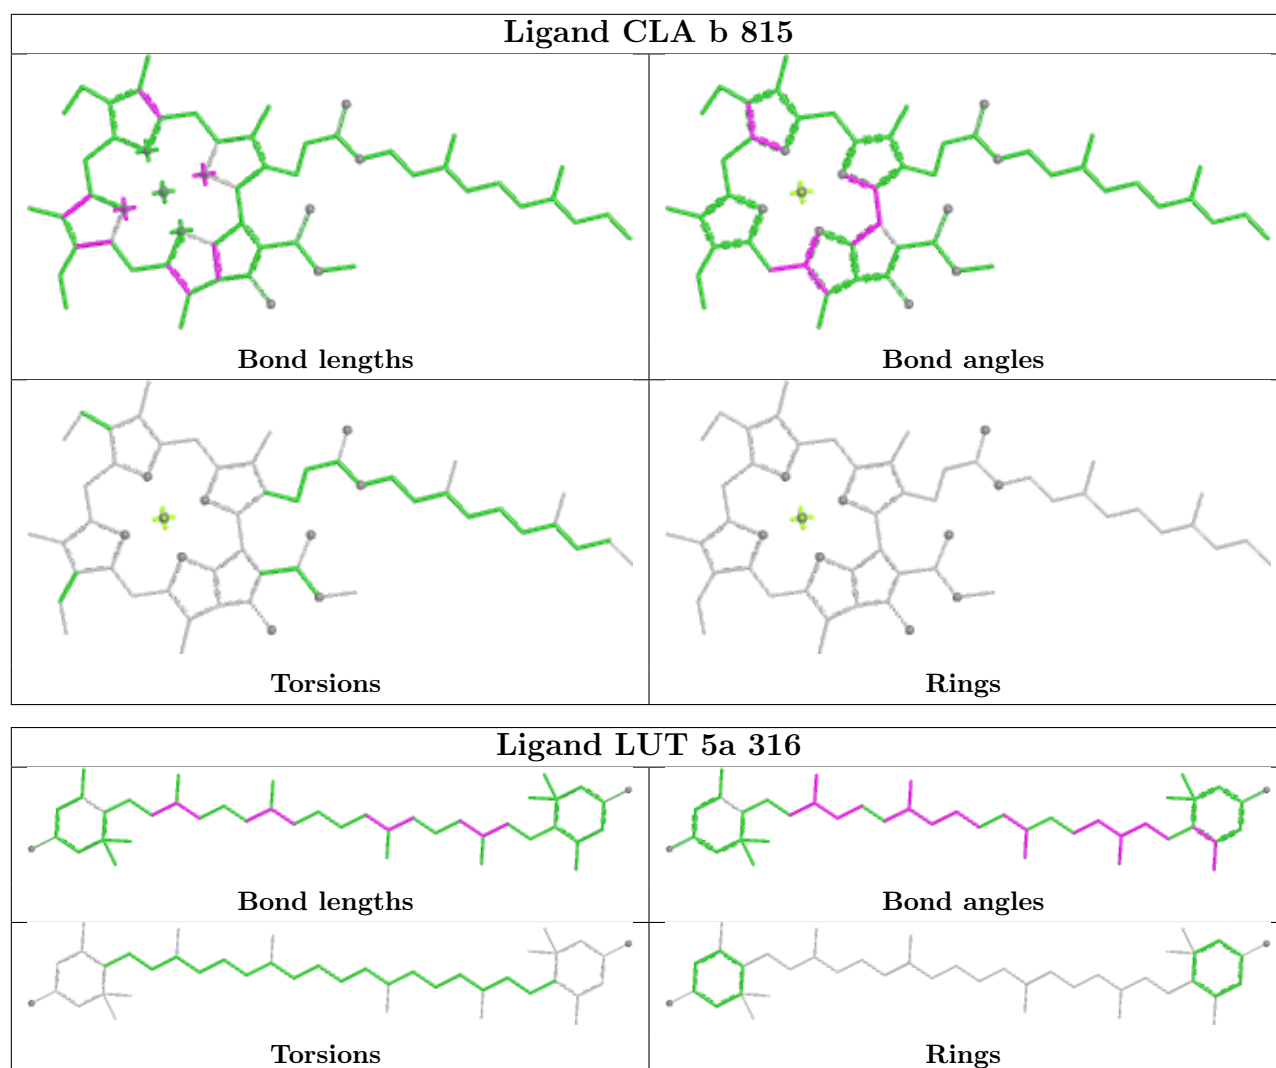 Ligand CLA b 815
Bond lengths
Bond angles
Torsions
Rings
Ligand LUT 5a 316
Bond lengths
Bond angles
Torsions
Rings